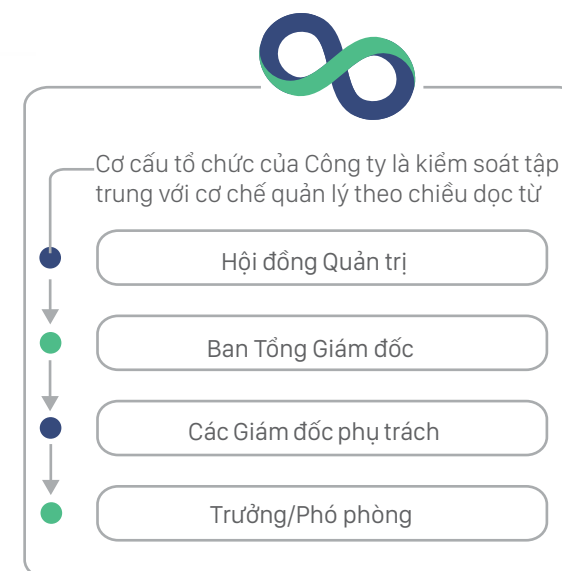 Cơ cấu tổ chức của Công ty là kiểm soát tập
trung với cơ chế quản lý theo chiều dọc từ
Hội đồng Quản trị
Ban Tổng Giám đốc
Các Giám đốc phụ trách
Trưởng/Phó phòng